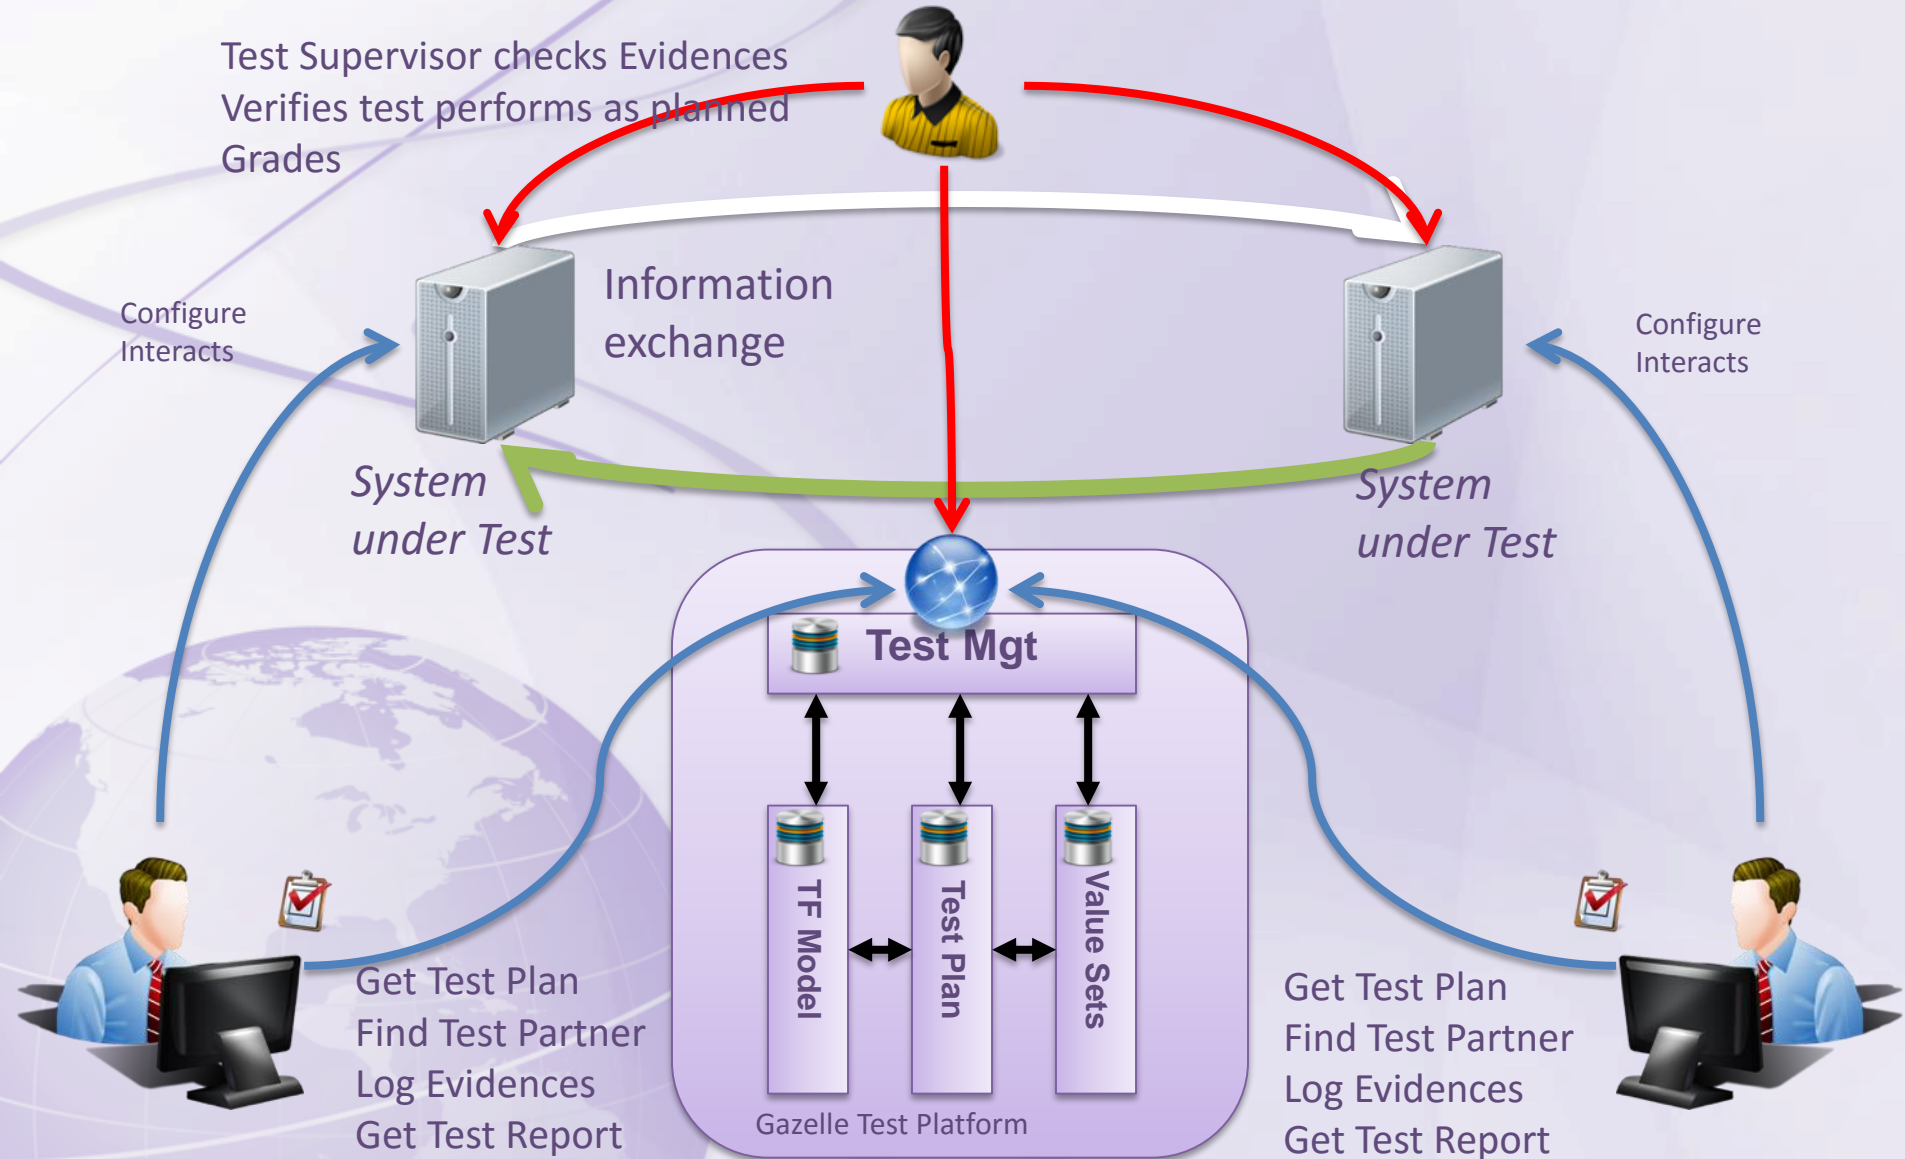 Test Supervisor checks Evidences
Verifies test performs as planned
Grades
Information
exchange
Configure
Interacts
Configure
Interacts
System
under Test
System
under Test
Test Mgt
TF Model
Test Plan
Value Sets
Gazelle Test Platform
Get Test Plan
Find Test Partner
Log Evidences
Get Test Report
Get Test Plan
Find Test Partner
Log Evidences
Get Test Report